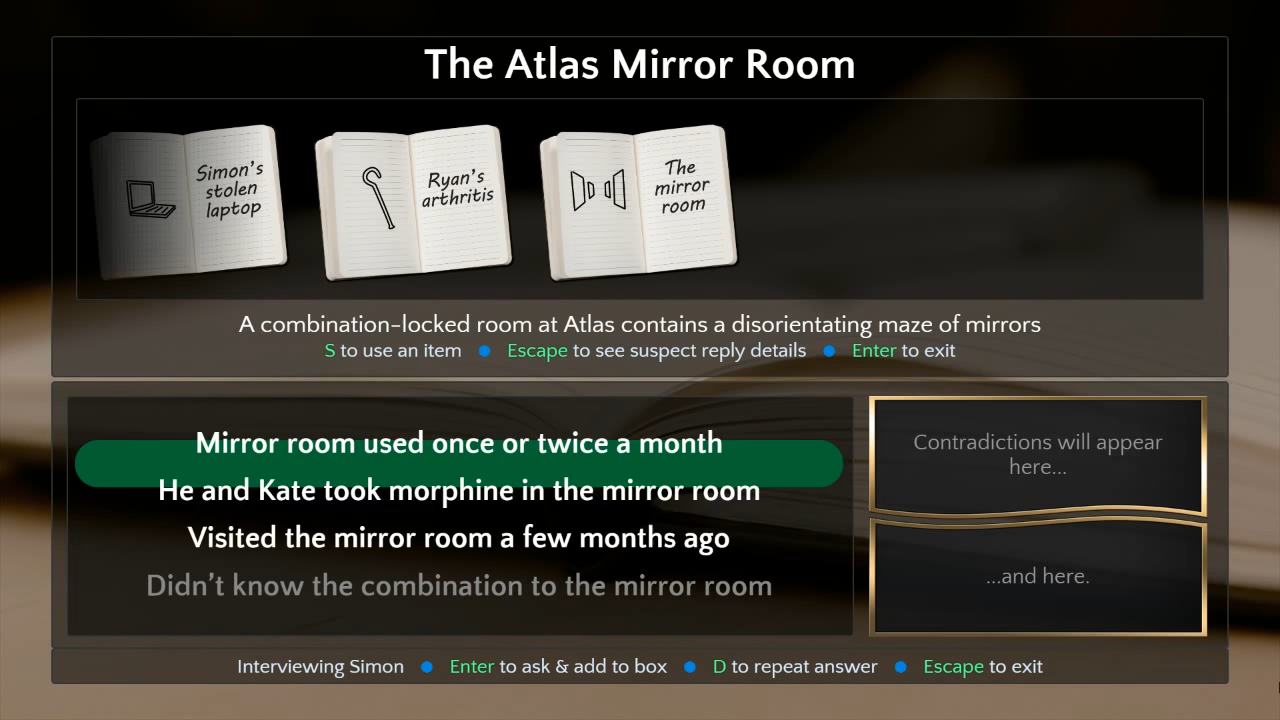 The Atlas Mirror Room
Simon's
stolen
laptop
Ryan's
arthritis
The
mirror
room
A combination-locked room at Atlas contains a disorientating maze of mirrors
S to use an item Escape to see suspect reply details Enter to exit
Mirror room used once or twice a month
He and Kate took morphine in the mirror room
Visited the mirror room a few months ago
Didn't know the combination to the mirror room
Contradictions will appear
here...
...and here.
Interviewing Simon Enter to ask & add to box D to repeat answer Escape to exit